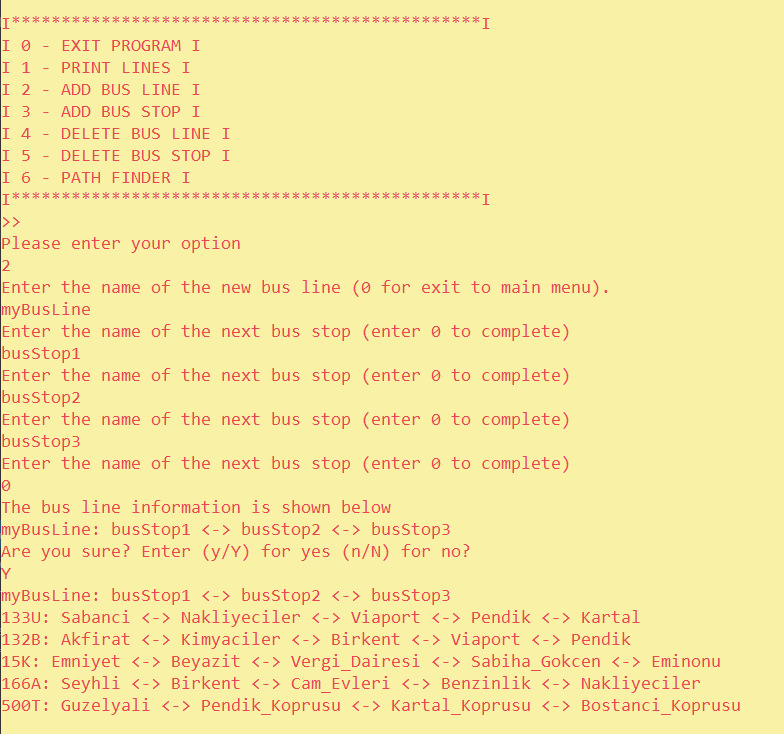 I***********************************************I
I 0 - EXIT PROGRAM I
I 1 - PRINT LINES I
I 2 - ADD BUS LINE I
I 3 - ADD BUS STOP I
I 4 - DELETE BUS LINE I
I 5 - DELETE BUS STOP I
I 6 - PATH FINDER I
I***********************************************I
>>
Please enter your option
2
Enter the name of the new bus line (0 for exit to main menu).
myBusLine
Enter the name of the next bus stop (enter 0 to complete)
busStop1
Enter the name of the next bus stop (enter 0 to complete)
busStop2
Enter the name of the next bus stop (enter 0 to complete)
busStop3
Enter the name of the next bus stop (enter 0 to complete)
0
The bus line information is shown below
myBusLine: busStop1 <-> busStop2 <-> busStop3
Are you sure? Enter (y/Y) for yes (n/N) for no?
Y
myBusLine: busStop1 <-> busStop2 <-> busStop3
133U: Sabanci <-> Nakliyeciler <-> Viaport <-> Pendik <-> Kartal
132B: Akfirat <-> Kimyaciler <-> Birkent <-> Viaport <-> Pendik
15K: Emniyet <-> Beyazit <-> Vergi_Dairesi <-> Sabiha_Gokcen <-> Eminonu
166A: Seyhli <-> Birkent <-> Cam_Evleri <-> Benzinlik <-> Nakliyeciler
500T: Guzelyali <-> Pendik_Koprusu <-> Kartal_Koprusu <-> Bostanci_Koprusu